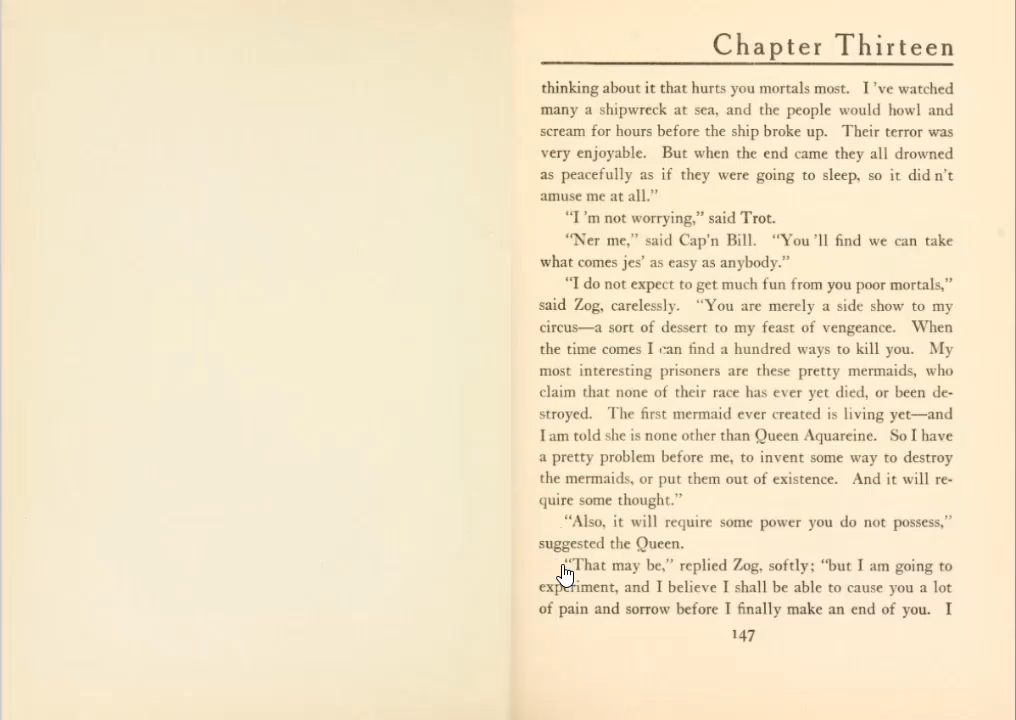 Chapter Thirteen
thinking about it that hurts you mortals most. I 've watched
many a shipwreck at sea, and the people would howl and
scream for hours before the ship broke up. Their terror was
very enjoyable. But when the end came they all drowned
as peacefully as if they were going to sleep, so it did n't
amuse me at all.”
“I 'm not worrying,” said Trot.
“Ner me,” said Cap'n Bill. “You 'll find we can take
what comes jes' as easy as anybody.”
“I do not expect to get much fun from you poor mortals,”
said Zog, carelessly. “You are merely a side show to my
circus—a sort of dessert to my feast of vengeance. When
the time comes I can find a hundred ways to kill you. My
most interesting prisoners are these pretty mermaids, who
claim that none of their race has ever yet died, or been de-
stroyed. The first mermaid ever created is living yet—and
I am told she is none other than Queen Aquareine. So I have
a pretty problem before me, to invent some way to destroy
the mermaids, or put them out of existence. And it will re-
quire some thought.”
“Also, it will require some power you do not possess,”
suggested the Queen.
“That may be,” replied Zog, softly; “but I am going to
experiment, and I believe I shall be able to cause you a lot
of pain and sorrow before I finally make an end of you. I
147